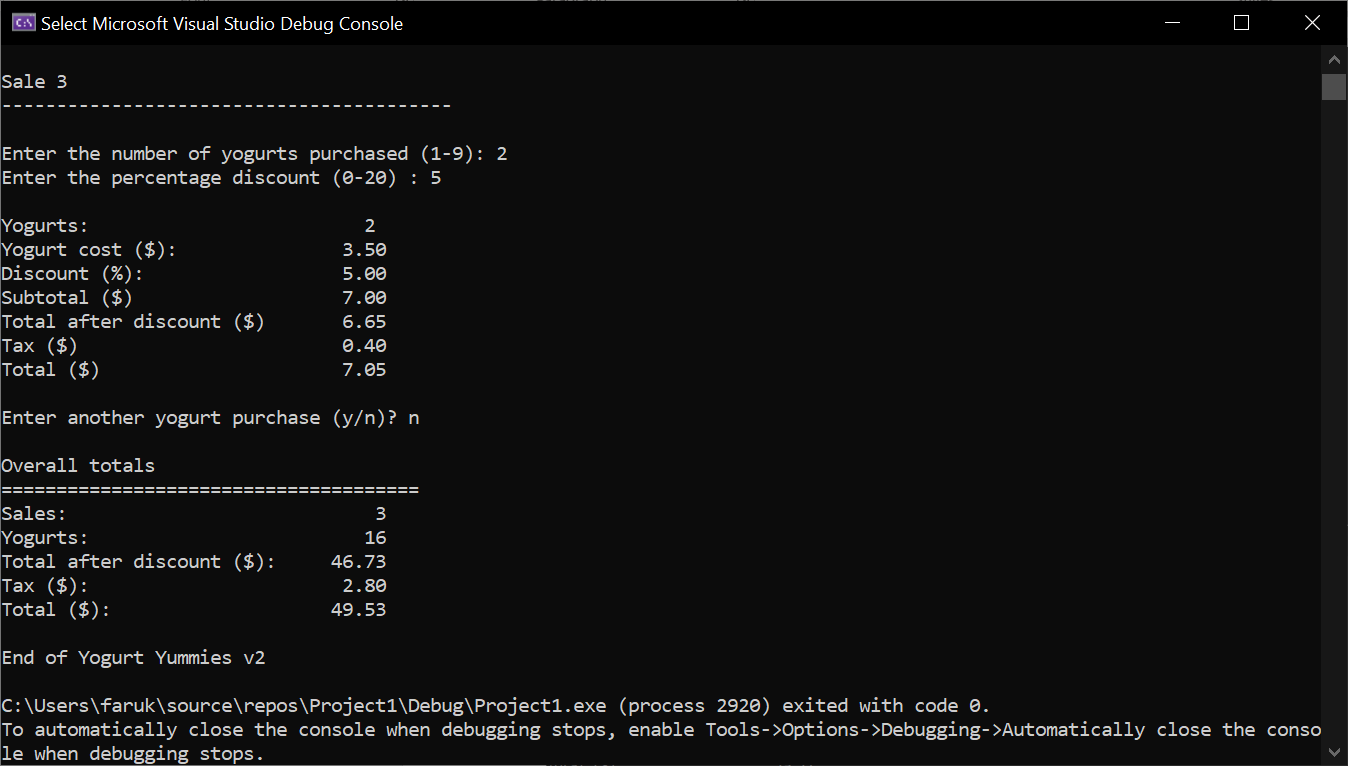 Select Microsoft Visual Studio Debug Console
Sale 3
-----------------------------------------
Enter the number of yogurts purchased (1-9): 2
Enter the percentage discount (0-20) : 5
Yogurts: 2
Yogurt cost ($): 3.50
Discount (%): 5.00
Subtotal ($) 7.00
Total after discount ($) 6.65
Tax ($) 0.40
Total ($) 7.05
Enter another yogurt purchase (y/n)? n
Overall totals
======================================
Sales: 3
Yogurts: 16
Total after discount ($): 46.73
Tax ($): 2.80
Total ($): 49.53
End of Yogurt Yummies v2
C:\Users\faruk\source\repos\Project1\Debug\Project1.exe (process 2920) exited with code 0.
To automatically close the console when debugging stops, enable Tools->Options->Debugging->Automatically close the conso
le when debugging stops.